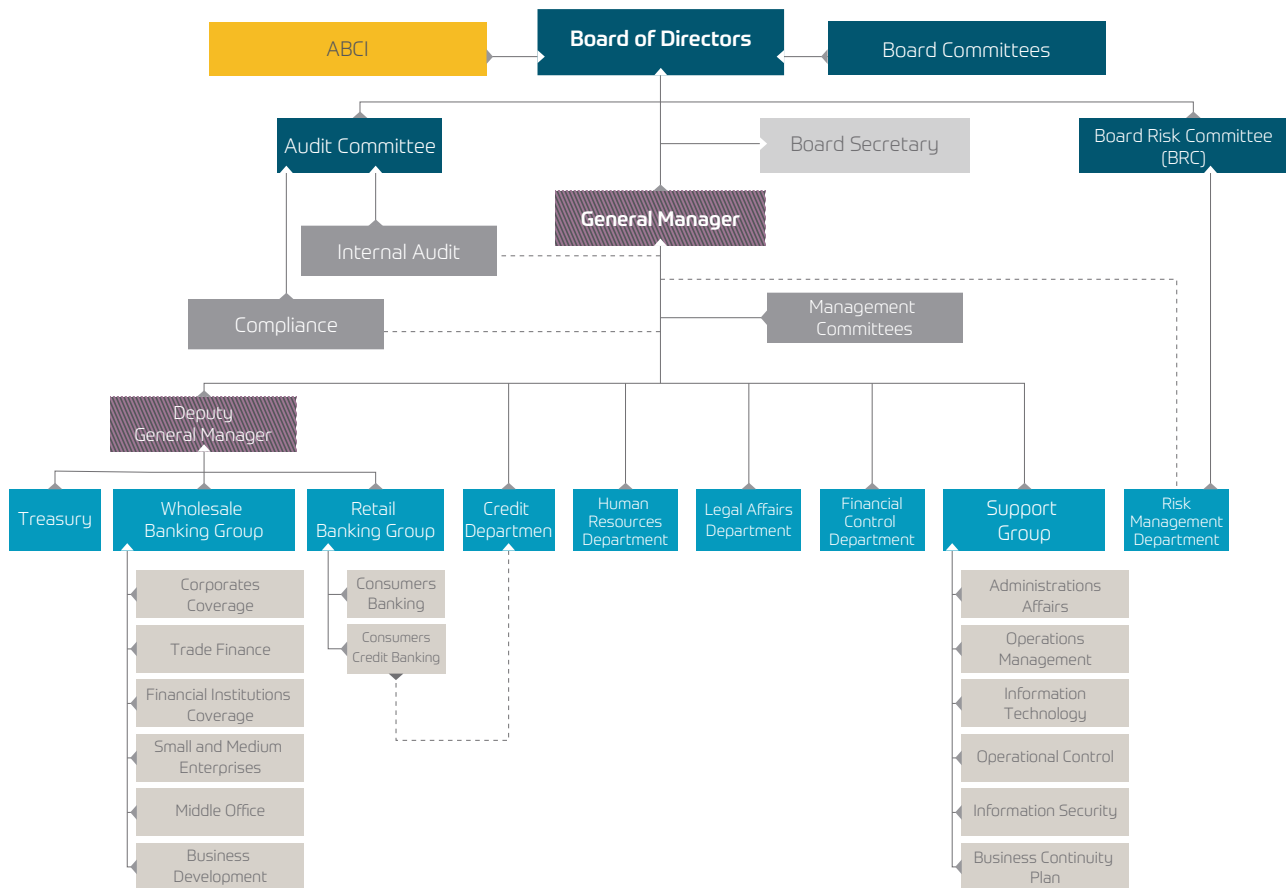 ABCI
Board of Directors
Board Committees
Audit Committee
Board Secretary
Board Risk Committee
(BRC)
General Manager
Internal Audit
Compliance
Management
Committees
Deputy
General Manager
Treasury
Wholesale
Banking Group
Retail
Banking Group
Credit
Departmen
Human
Resources
Department
Legal Affairs
Department
Financial
Control
Department
Support
Group
Risk
Management
Department
Corporates
Coverage
Trade Finance
Financial Institutions
Coverage
Small and Medium
Enterprises
Middle Office
Business
Development
Consumers
Banking
Consumers
Credit Banking
Administrations
Affairs
Operations
Management
Information
Technology
Operational Control
Information Security
Business Continuity
Plan